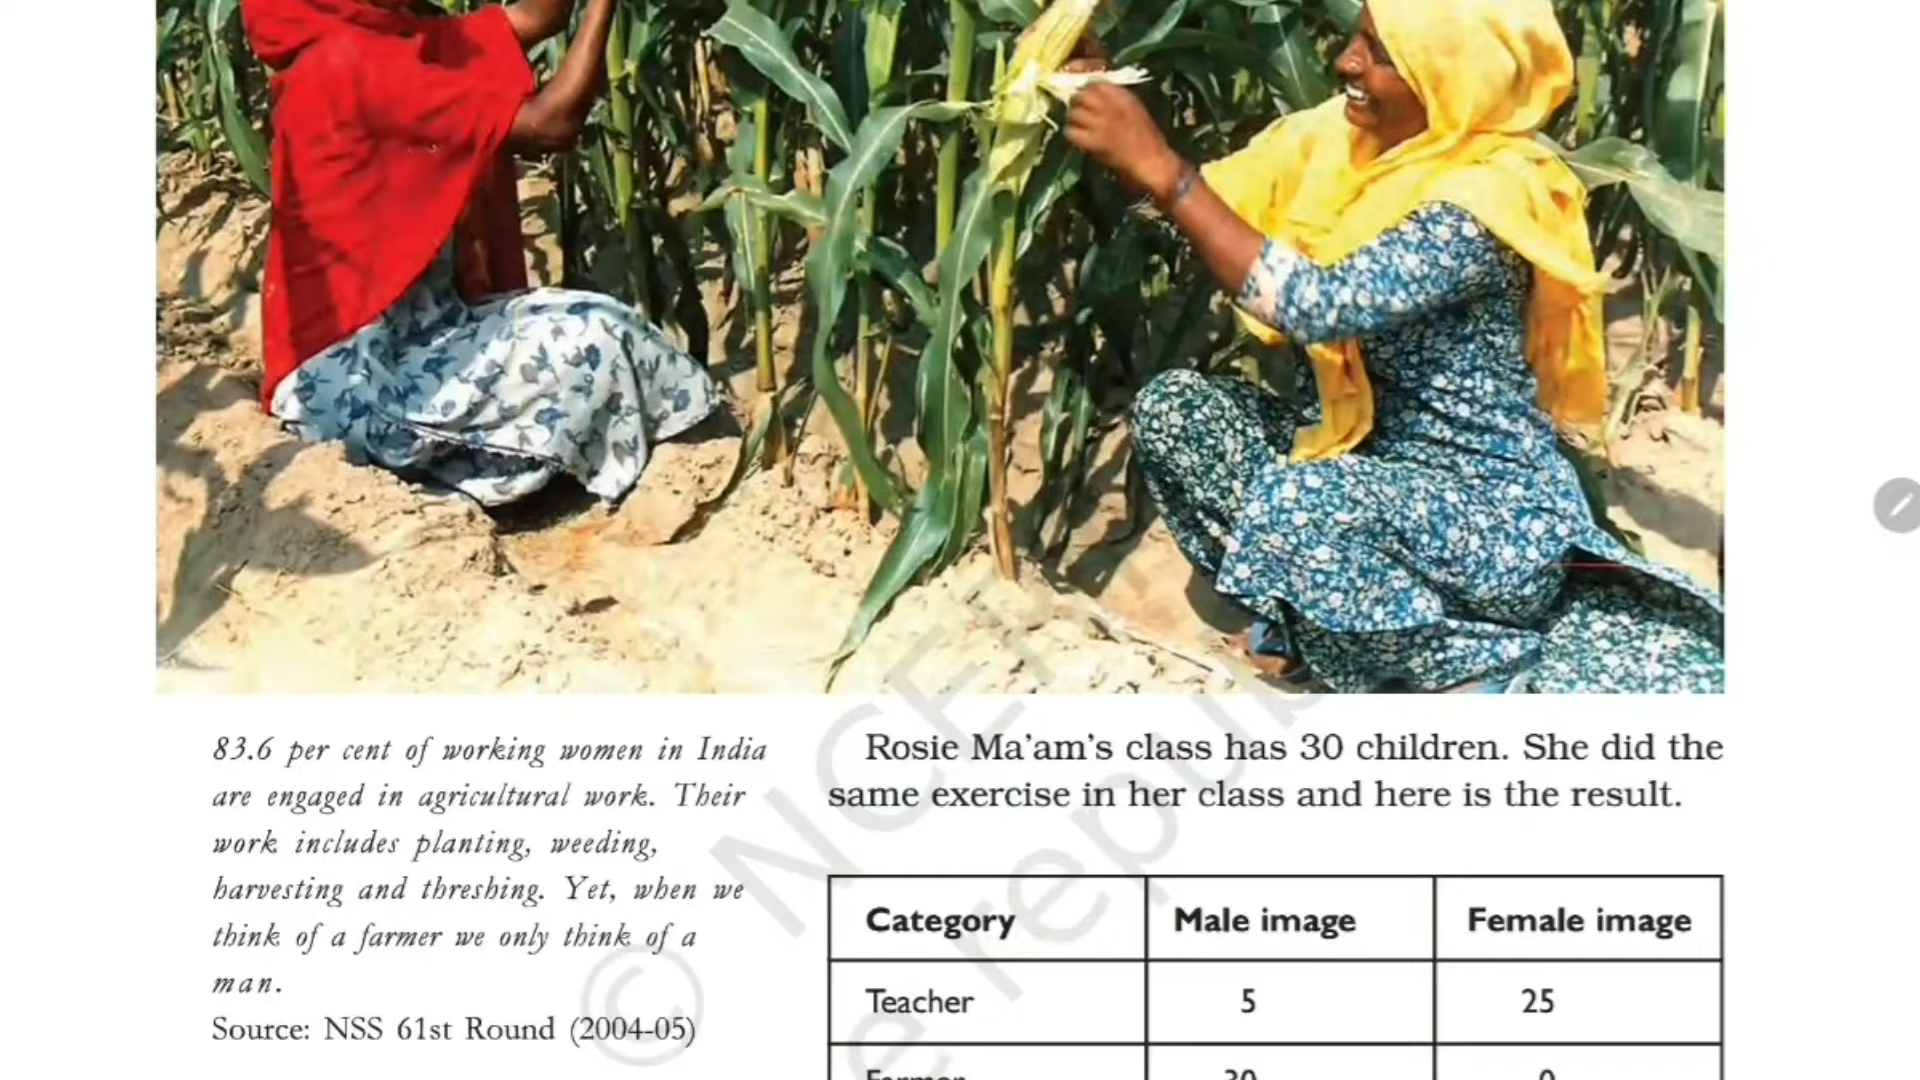 83.6 per cent of working women in India
are engaged in agricultural work. Their
work includes planting, weeding,
harvesting and threshing. Yet, when we
think of a farmer we only think of a
man.
Source: NSS 61st Round (2004-05)
Rosie Ma'am's class has 30 children. She did the
same exercise in her class and here is the result.
Category Male image Female image
Teacher 5 25
Farmer 30 0